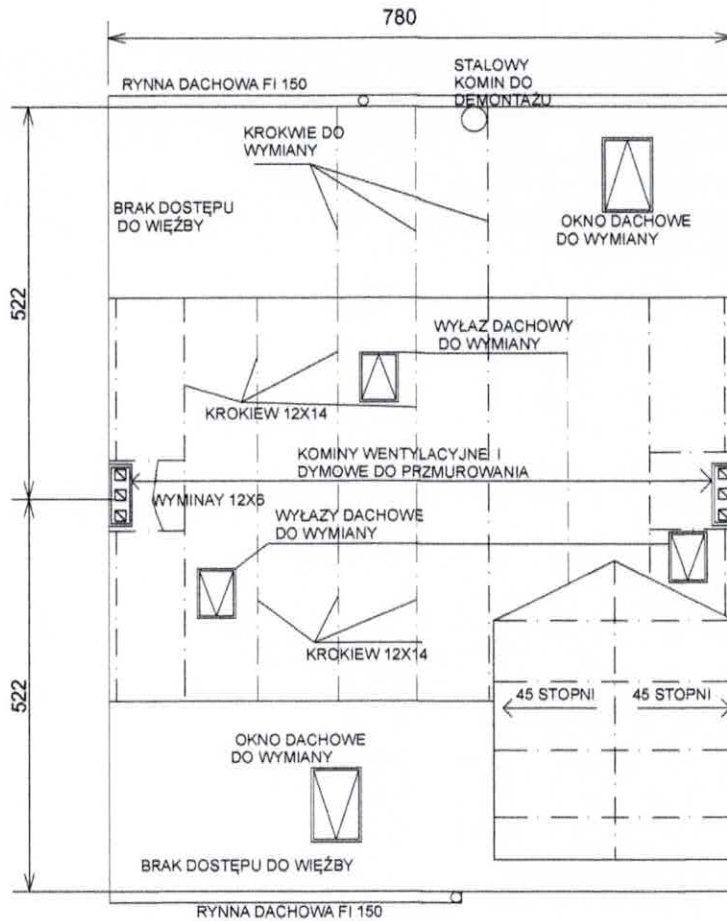 780
RYNNA DACHOWA FI 150
STALOWY
KOMIN DO
DEMONTAŻU
KROKWIE DO
WYMIANY
BRAK DOSTĘPU
DO WIĘŹBY
OKNO DACHOWE
DO WYMIANY
522
WYŁAZ DACHOWY
DO WYMIANY
KROKIEW 12X14
KOMINY WENTYLACYJNE I
DYMOWE DO PRZMUROWANIA
WYMINAY 12X6
WYŁAZY DACHOWE
DO WYMIANY
KROKIEW 12X14
522
45 STOPNI
45 STOPNI
OKNO DACHOWE
DO WYMIANY
BRAK DOSTĘPU DO WIĘŹBY
RYNNA DACHOWA FI 150